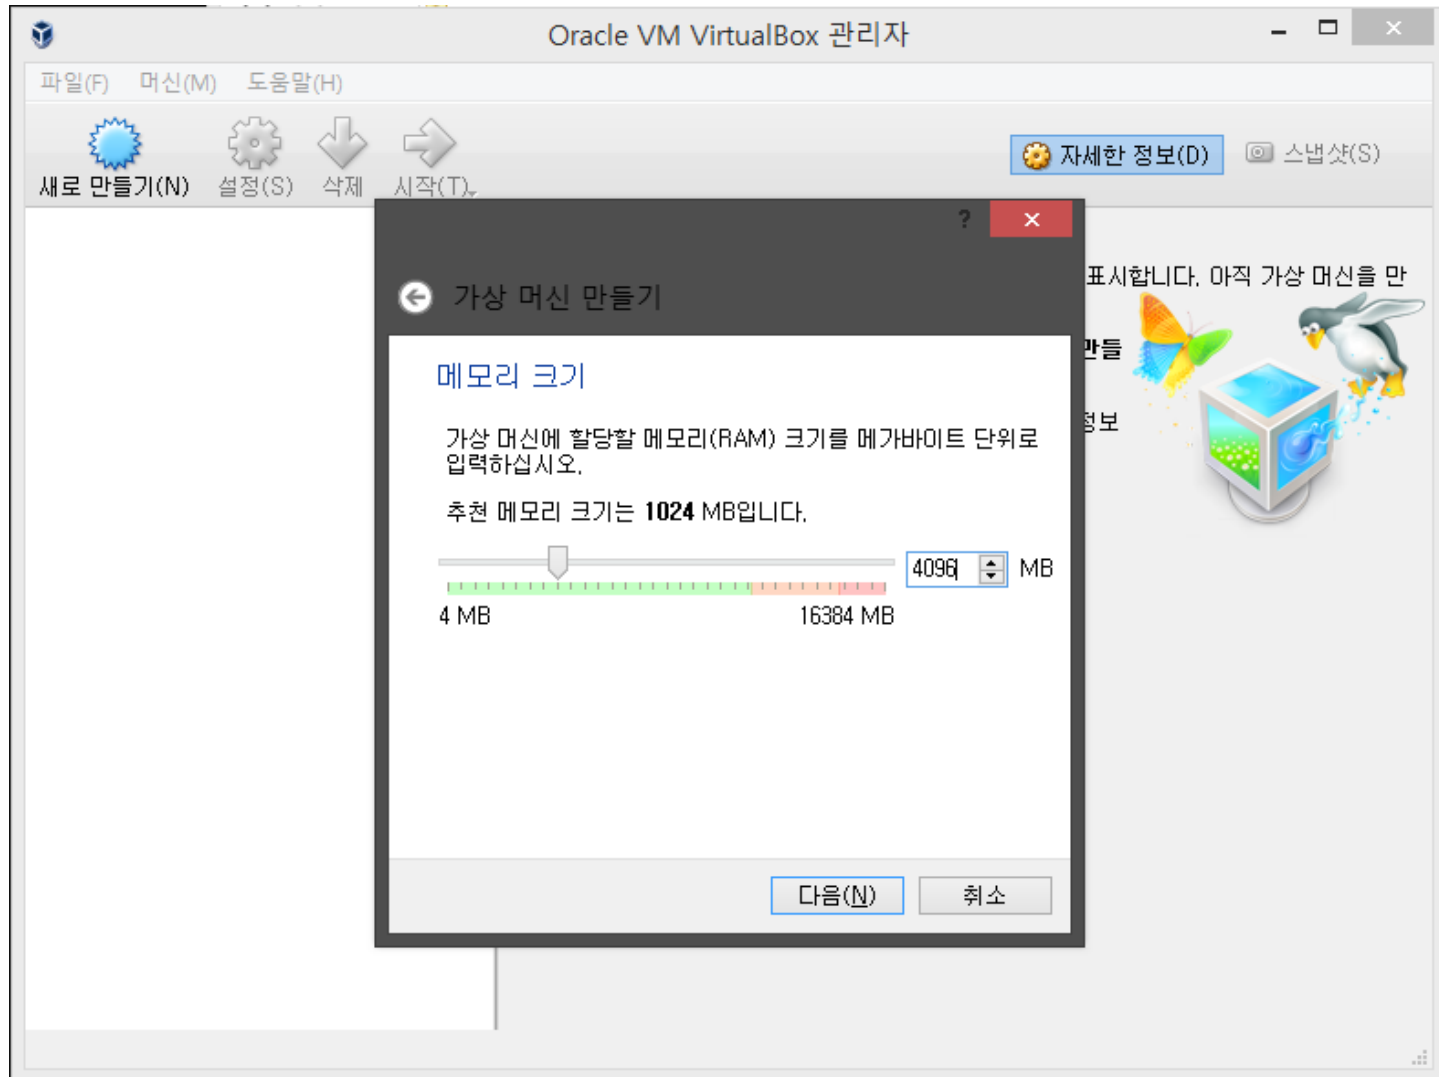 Oracle VM VirtualBox 관리자
파일(F) 머신(M) 도움말(H)
새로 만들기(N) 설정(S) 삭제 시작(T) 자세한 정보(D) 스냅샷(S)
?
표시합니다. 아직 가상 머신을 만
가상 머신 만들기
만들
메모리 크기
정보
가상 머신에 할당할 메모리(RAM) 크기를 메가바이트 단위로
입력하십시오.
추천 메모리 크기는 1024 MB입니다.
4096 MB
4 MB 16384 MB
다음(N) 취소